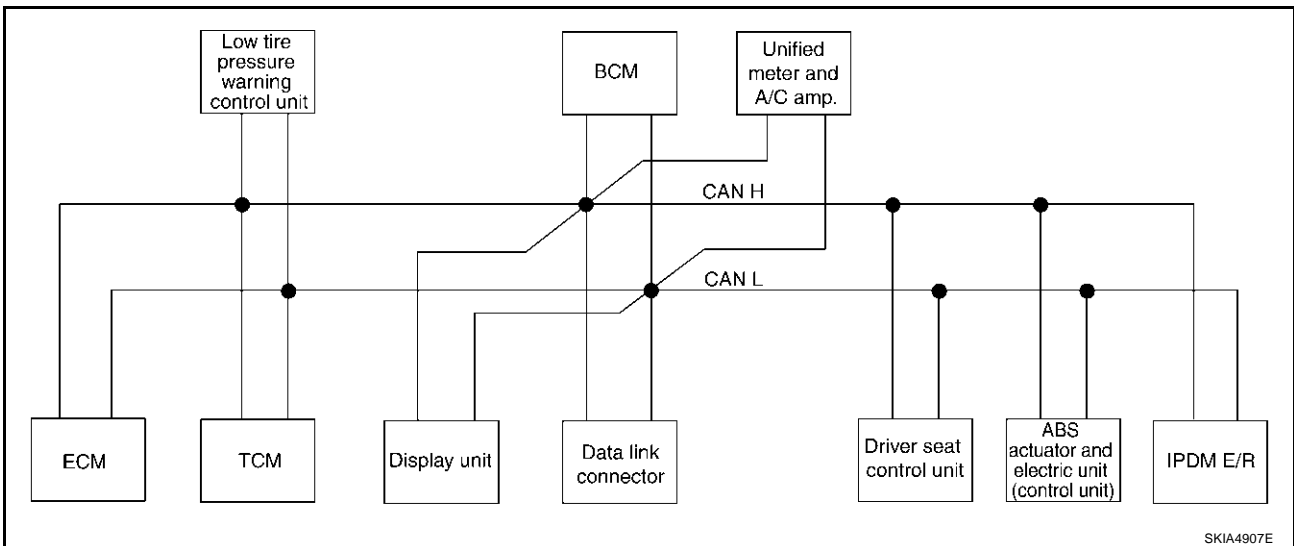 Low tire
pressure
warning
control unit
BCM
Unified
meter and
A/C amp.
CAN H
CAN L
ECM
TCM
Display unit
Data link
connector
Driver seat
control unit
ABS
actuator and
electric unit
(control unit)
IPDM E/R
SKIA4907E